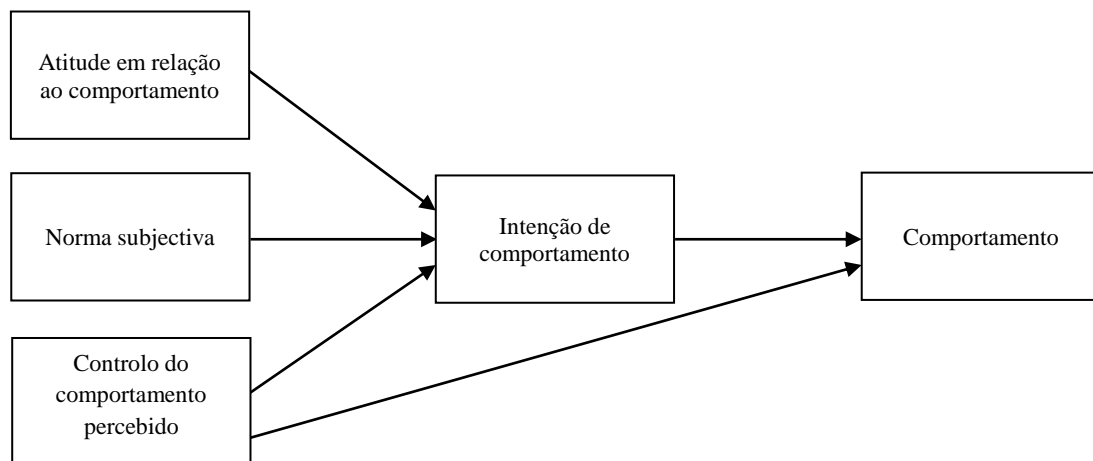 Atitude em relação
ao comportamento
Norma subjectiva
Controlo do
comportamento
percebido
Intenção de
comportamento
Comportamento